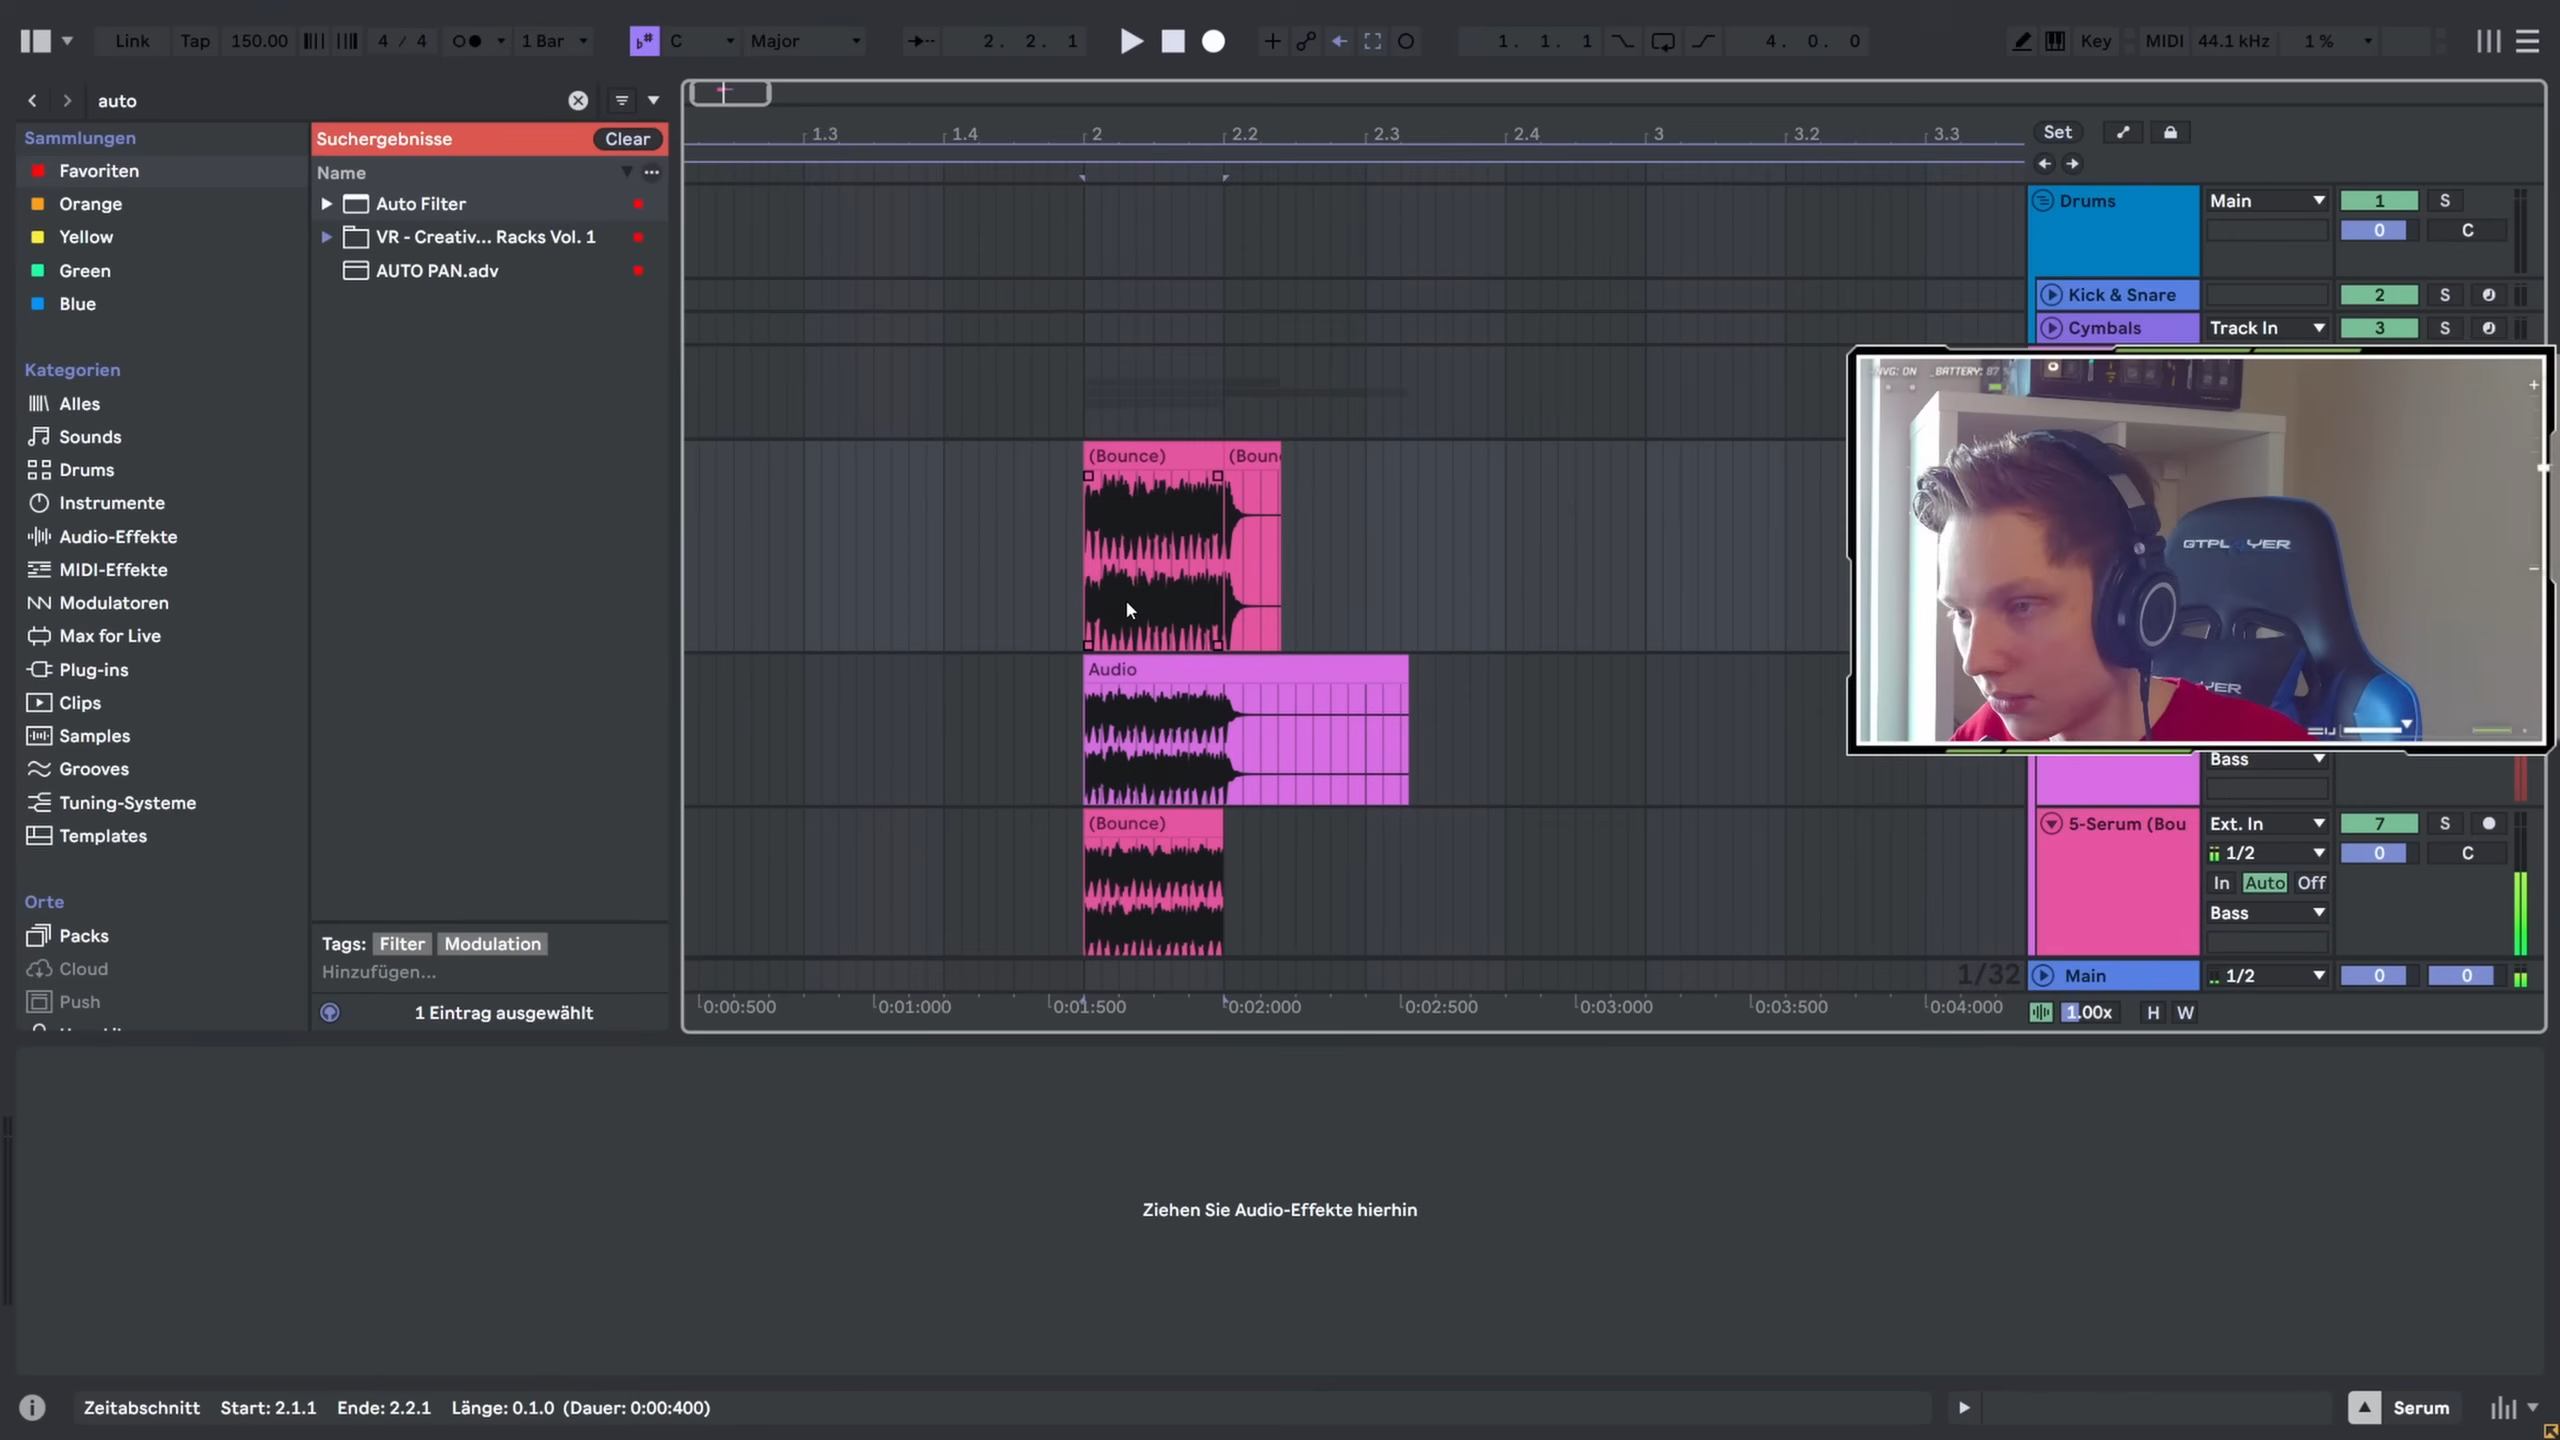 Link Tap 150.00 4 / 4 1 Bar C Major 2. 2. 1 1. 1. 1 4. 0. 0 Key MIDI 44.1 kHz 1 %
auto
Sammlungen
Favoriten
Orange
Yellow
Green
Blue
Kategorien
Alles
Sounds
Drums
Instrumente
Audio-Effekte
MIDI-Effekte
Modulatoren
Max for Live
Plug-ins
Clips
Samples
Grooves
Tuning-Systeme
Templates
Orte
Packs
Cloud
Push
Suchergebnisse Clear
Name
Auto Filter
VR - Creativ... Racks Vol. 1
AUTO PAN.adv
Tags: Filter Modulation
Hinzufügen...
1 Eintrag ausgewählt
1.3 1.4 2 2.2 2.3 2.4 3 3.2 3.3
Set
(Bounce) (Boun
Audio
(Bounce)
1/32
0:00:500 0:01:000 0:01:500 0:02:000 0:02:500 0:03:000 0:03:500 0:04:000
Drums Main 1 S
0 C
Kick & Snare 2 S
Cymbals Track In 3 S
NVG: ON _BATTERY: 87 %
GTPLAYER
YER
Bass
5-Serum (Bou Ext. In 7 S
1/2 0 C
In Auto Off
Bass
Main 1/2 0 0
1.00x H W
Ziehen Sie Audio-Effekte hierhin
Zeitabschnitt Start: 2.1.1 Ende: 2.2.1 Länge: 0.1.0 (Dauer: 0:00:400)
Serum